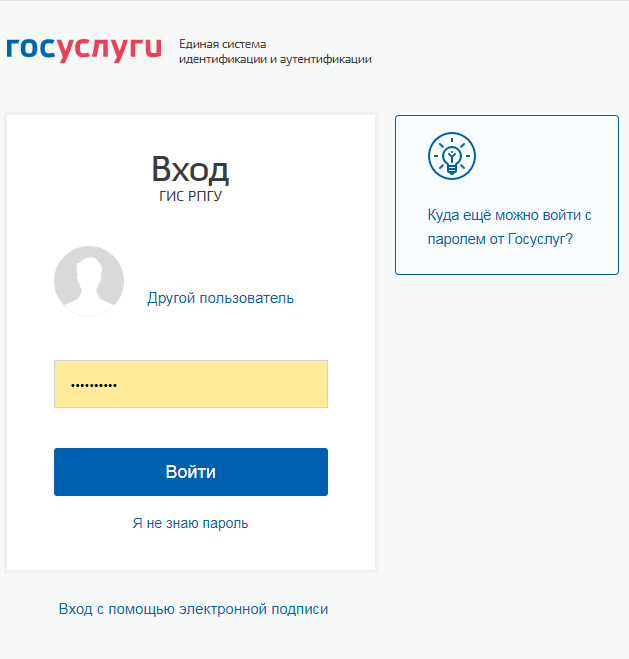 госуслуги
Единая система
идентификации и аутентификации
Вход
ГИС РПГУ
Другой пользователь
••••••••••
Войти
Я не знаю пароль
Вход с помощью электронной подписи
Куда ещё можно войти с
паролем от Госуслуг?